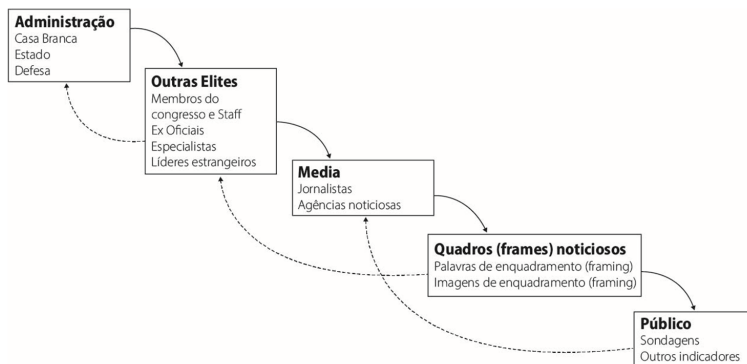 Administração
Casa Branca
Estado
Defesa
Outras Elites
Membros do
congresso e Staff
Ex Oficiais
Especialistas
Líderes estrangeiros
Media
Jornalistas
Agências noticiosas
Quadros (frames) noticiosos
Palavras de enquadramento (framing)
Imagens de enquadramento (framing)
Público
Sondagens
Outros indicadores